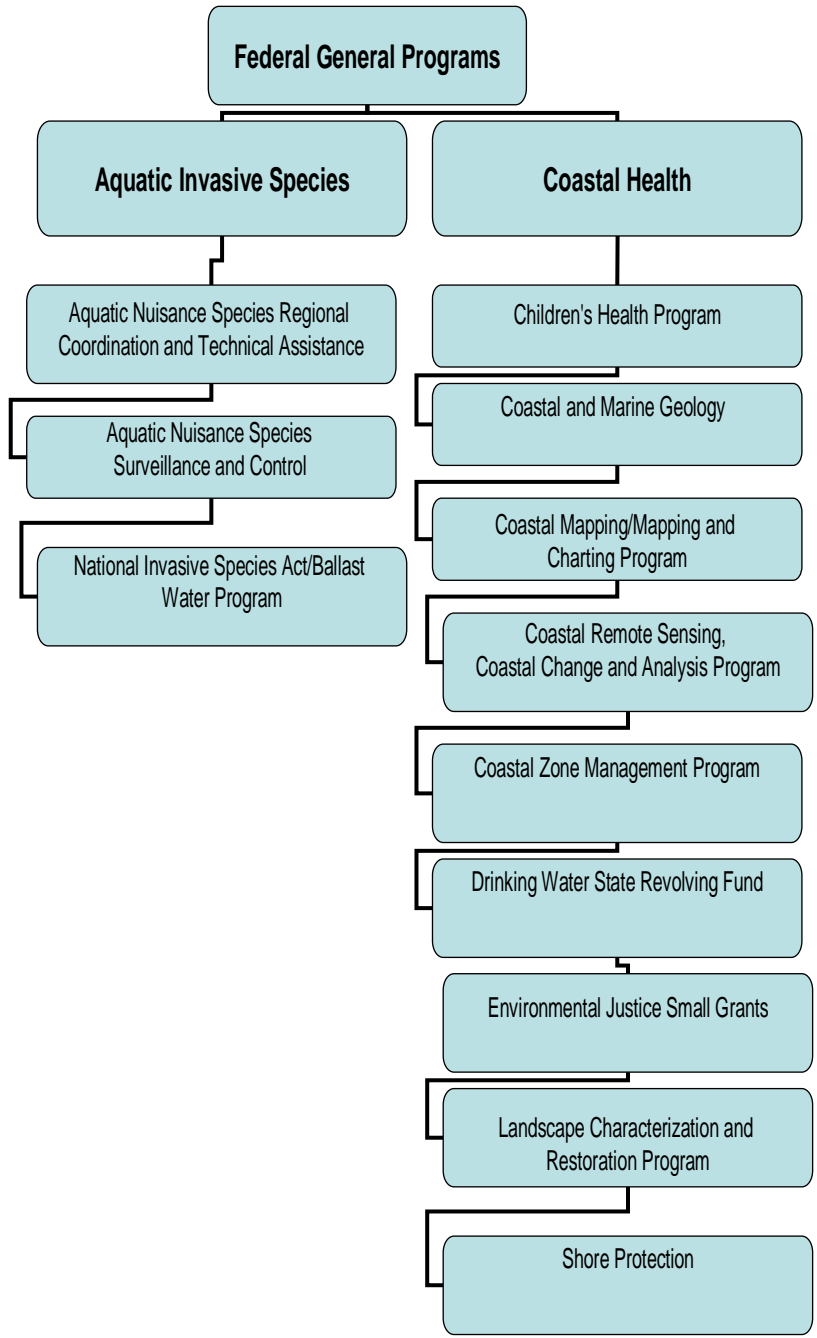 Federal General Programs
Aquatic Invasive Species
Aquatic Nuisance Species Regional
Coordination and Technical Assistance
Aquatic Nuisance Species
Surveillance and Control
National Invasive Species Act/Ballast
Water Program
Coastal Health
Children's Health Program
Coastal and Marine Geology
Coastal Mapping/Mapping and
Charting Program
Coastal Remote Sensing,
Coastal Change and Analysis Program
Coastal Zone Management Program
Drinking Water State Revolving Fund
Environmental Justice Small Grants
Landscape Characterization and
Restoration Program
Shore Protection